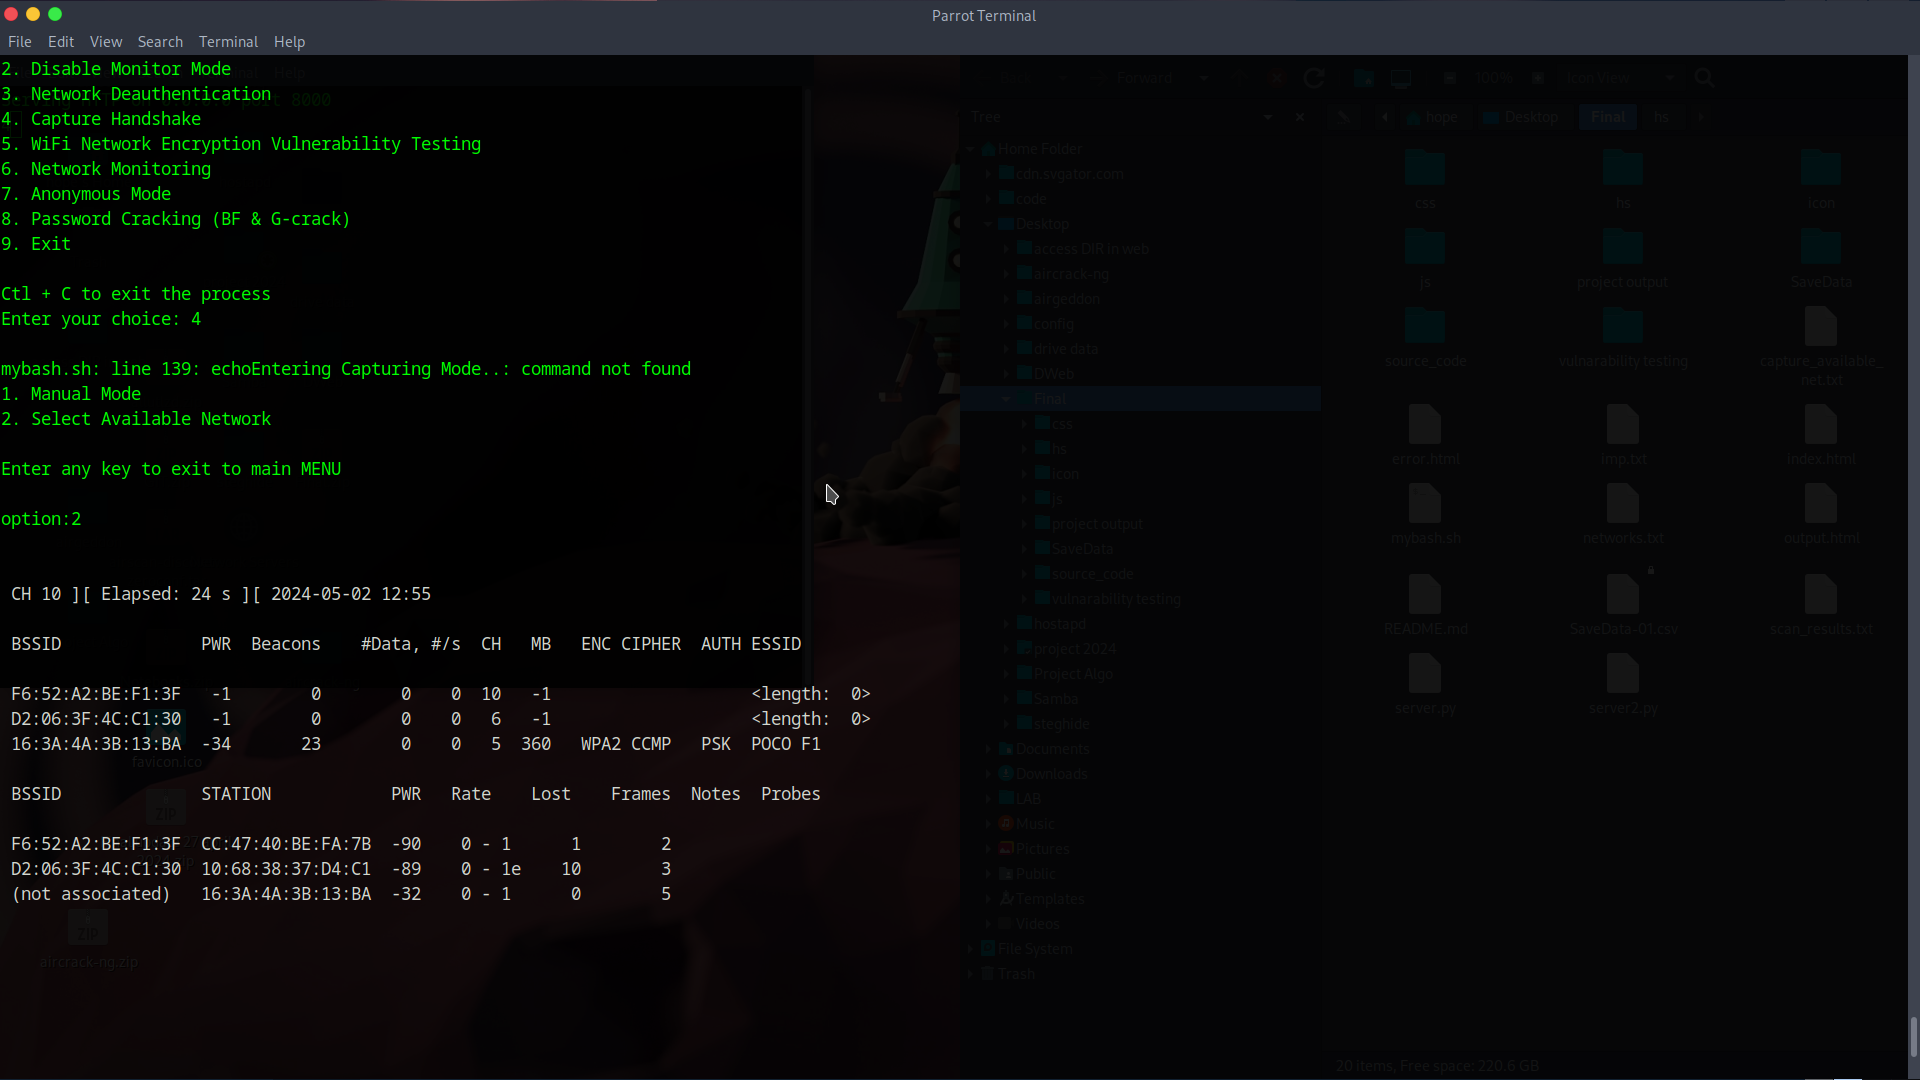 Parrot Terminal
File Edit View Search Terminal Help
2. Disable Monitor Mode
3. Network Deauthentication
4. Capture Handshake
5. WiFi Network Encryption Vulnerability Testing
6. Network Monitoring
7. Anonymous Mode
8. Password Cracking (BF & G-crack)
9. Exit
Ctl + C to exit the process
Enter your choice: 4
mybash.sh: line 139: echoEntering Capturing Mode..: command not found
1. Manual Mode
2. Select Available Network
Enter any key to exit to main MENU
option:2
CH 10 ][ Elapsed: 24 s ][ 2024-05-02 12:55
BSSID PWR Beacons #Data, #/s CH MB ENC CIPHER AUTH ESSID
F6:52:A2:BE:F1:3F -1 0 0 0 10 -1 <length: 0>
D2:06:3F:4C:C1:30 -1 0 0 0 6 -1 <length: 0>
16:3A:4A:3B:13:BA -34 23 0 0 5 360 WPA2 CCMP PSK POCO F1
BSSID STATION PWR Rate Lost Frames Notes Probes
F6:52:A2:BE:F1:3F CC:47:40:BE:FA:7B -90 0 - 1 1 2
D2:06:3F:4C:C1:30 10:68:38:37:D4:C1 -89 0 - 1e 10 3
(not associated) 16:3A:4A:3B:13:BA -32 0 - 1 0 5
favicon.ico
ZIP
ZIP
aircrack-ng.zip
Forward 100% Icon View
Tree
hope Desktop Final hs
Home Folder
cdn.svgator.com
code
Desktop
access DIR in web
aircrack-ng
airgeddon
config
drive data
DWeb
Final
css
hs
icon
js
project output
SaveData
source_code
vulnarability testing
hostapd
project 2024
Project Algo
Samba
steghide
Documents
Downloads
LAB
Music
Pictures
Public
Templates
Videos
File System
Trash
css hs icon
js project output SaveData
source_code vulnarability testing capture_available_
net.txt
error.html imp.txt index.html
mybash.sh networks.txt output.html
README.md SaveData-01.csv scan_results.txt
server.py server2.py
20 items, Free space: 220.6 GB